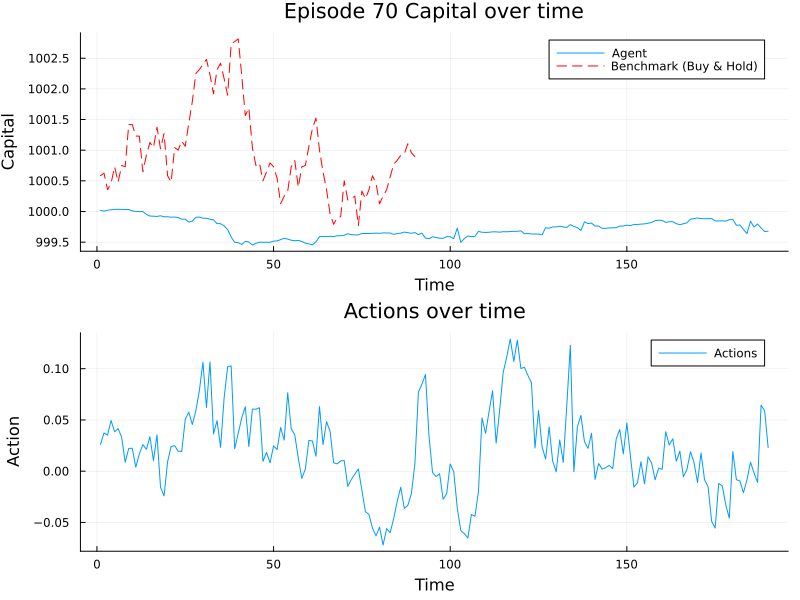 Episode 70 Capital over time
Capital
1002.5
1002.0
1001.5
1001.0
1000.5
1000.0
999.5
Agent
Benchmark (Buy & Hold)
0
50
100
150
Time
Actions over time
Action
0.10
0.05
0.00
−0.05
Actions
0
50
100
150
Time